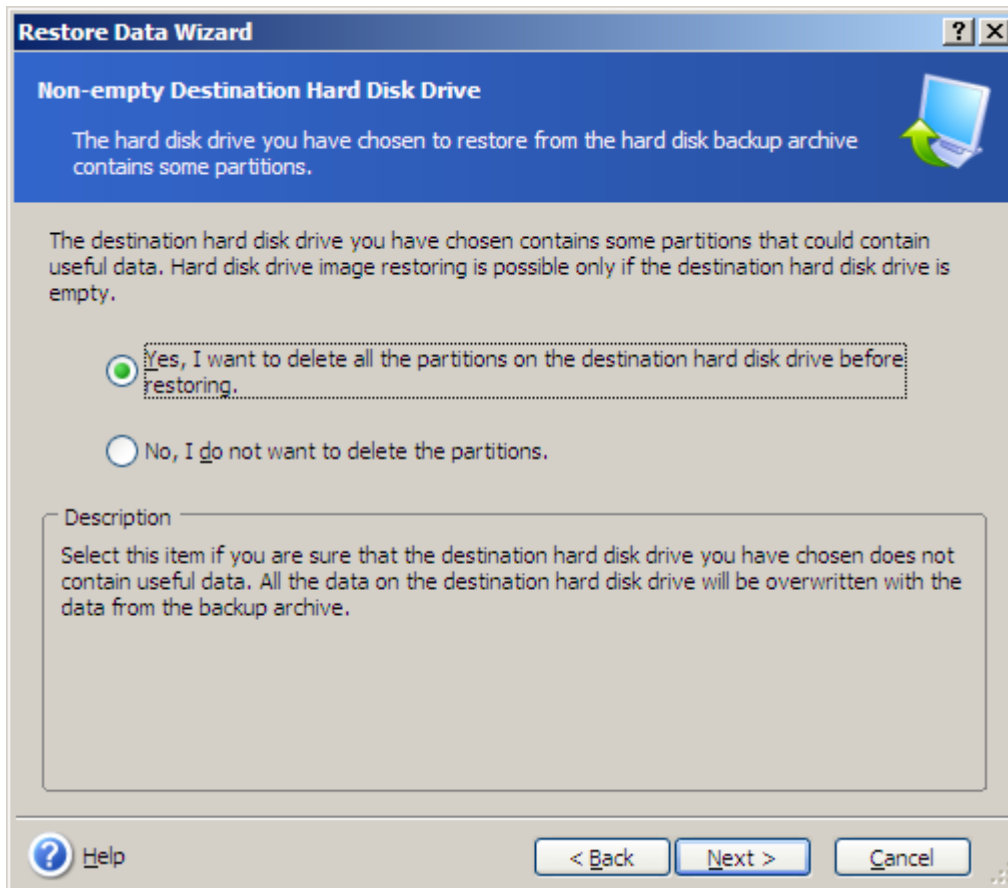 Restore Data Wizard
Non-empty Destination Hard Disk Drive
The hard disk drive you have chosen to restore from the hard disk backup archive
contains some partitions.
The destination hard disk drive you have chosen contains some partitions that could contain
useful data. Hard disk drive image restoring is possible only if the destination hard disk drive is
empty.
Yes, I want to delete all the partitions on the destination hard disk drive before
restoring.
No, I do not want to delete the partitions.
Description
Select this item if you are sure that the destination hard disk drive you have chosen does not
contain useful data. All the data on the destination hard disk drive will be overwritten with the
data from the backup archive.
Help
< Back
Next >
Cancel